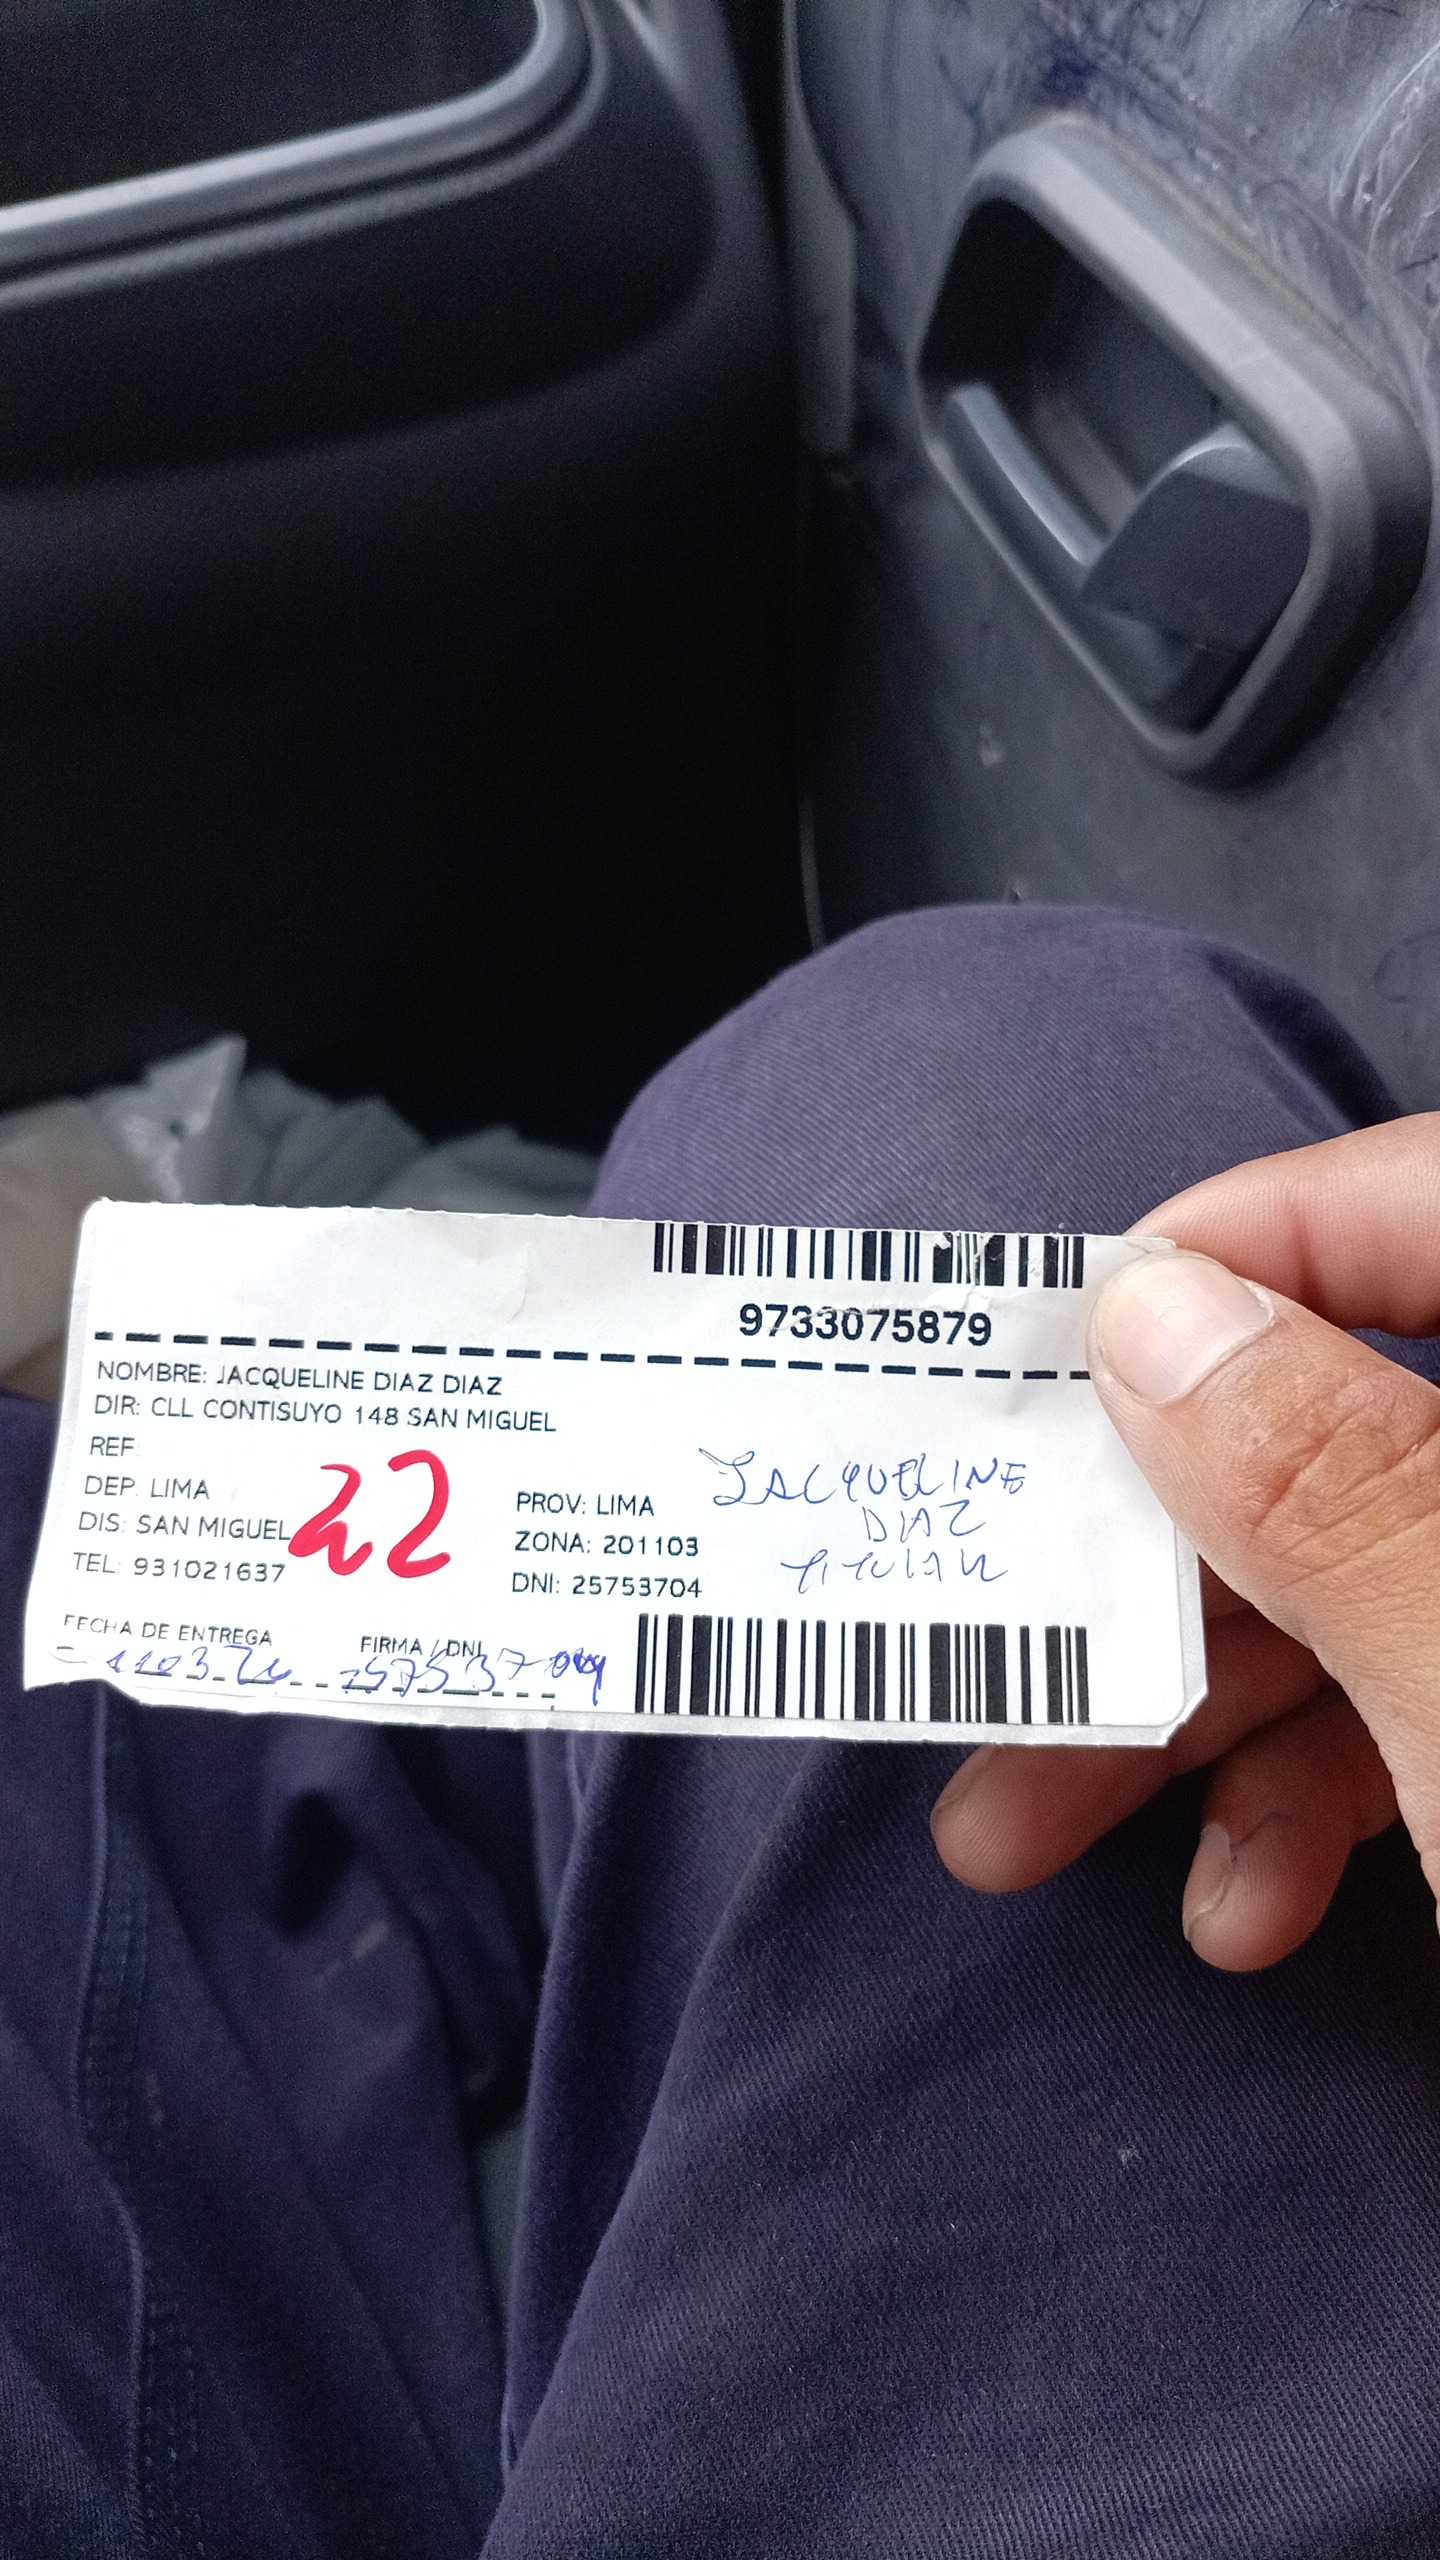 9733075879
NOMBRE: JACQUELINE DIAZ DIAZ
DIR: CLL CONTISUYO 148 SAN MIGUEL
REF:
DEP: LIMA
DIS: SAN MIGUEL
TEL: 931021637
22
PROV: LIMA
ZONA: 201103
DNI: 25753704
JACQUELINE
DIAZ
TITULAR
FECHA DE ENTREGA
FIRMA / DNI